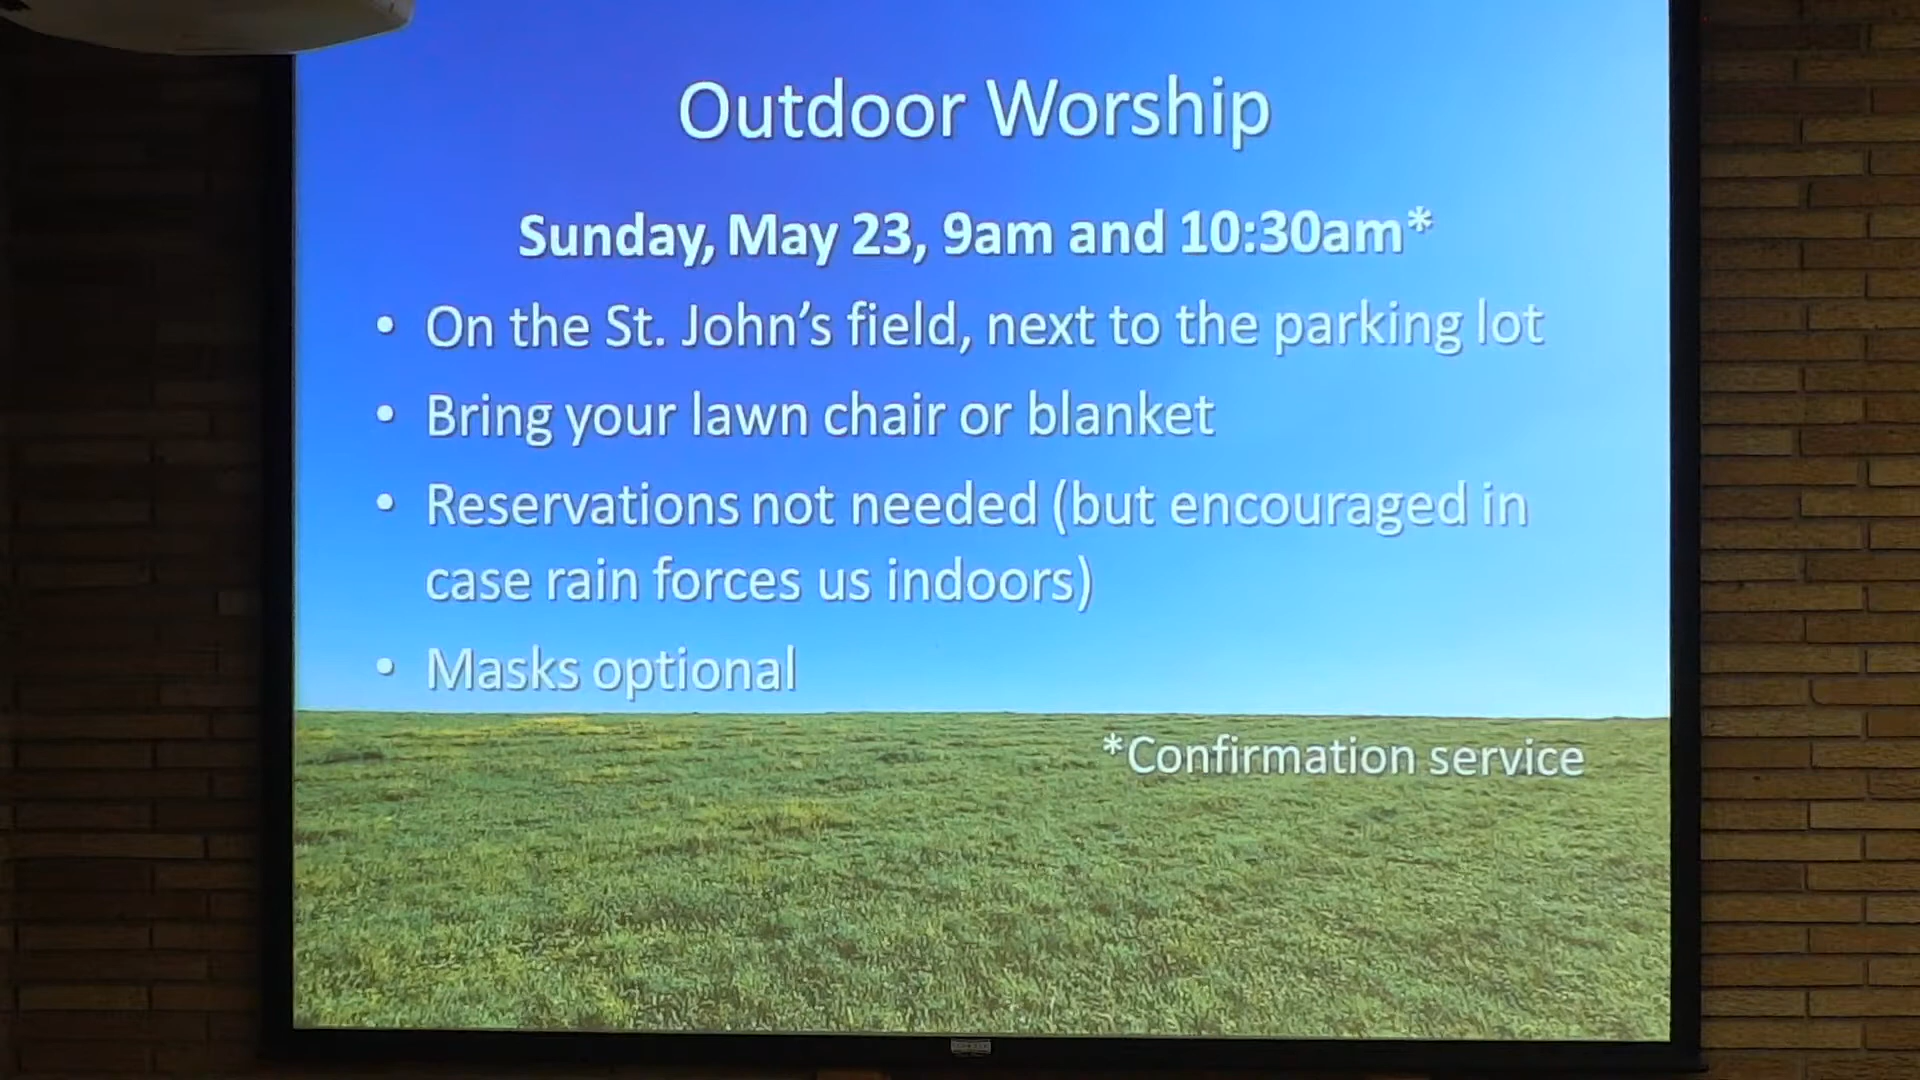 Outdoor Worship
Sunday, May 23, 9am and 10:30am*
• On the St. John's field, next to the parking lot
• Bring your lawn chair or blanket
• Reservations not needed (but encouraged in
case rain forces us indoors)
• Masks optional
*Confirmation service